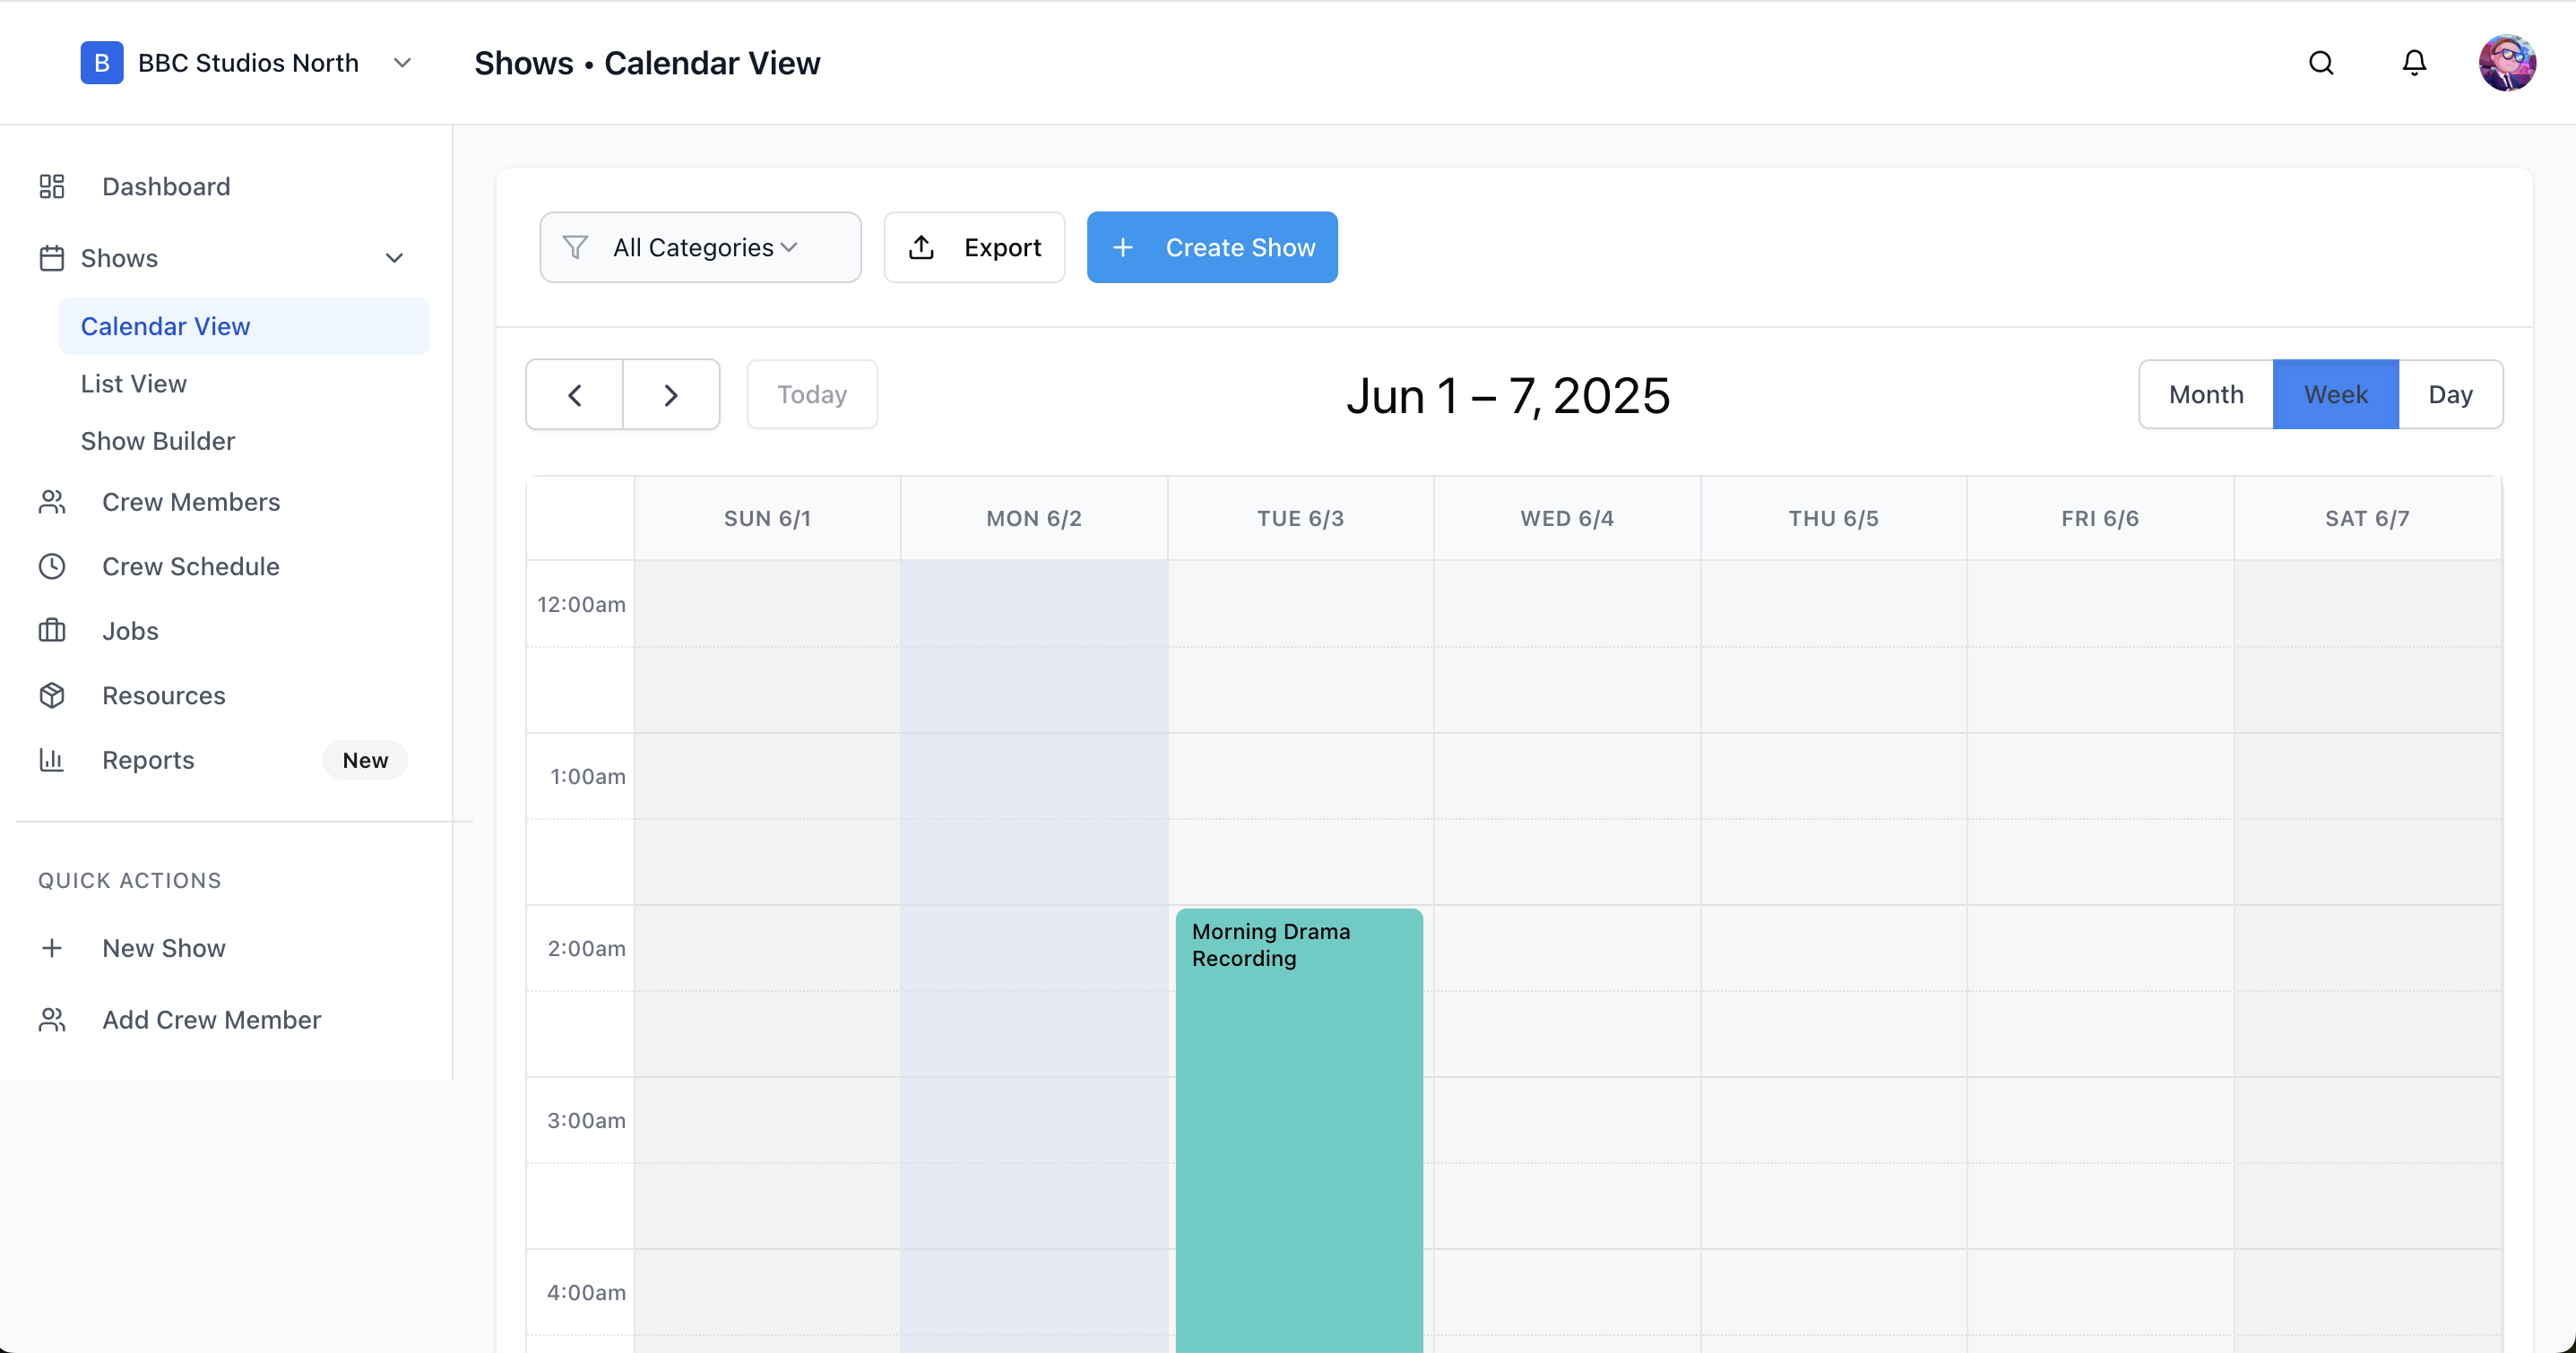 B BBC Studios North
Shows • Calendar View
Dashboard
Shows
Calendar View
List View
Show Builder
Crew Members
Crew Schedule
Jobs
Resources
Reports New
QUICK ACTIONS
New Show
Add Crew Member
All Categories
Export
+ Create Show
Today
Jun 1 – 7, 2025
Month Week Day
SUN 6/1 MON 6/2 TUE 6/3 WED 6/4 THU 6/5 FRI 6/6 SAT 6/7
12:00am
1:00am
2:00am
Morning Drama
Recording
3:00am
4:00am